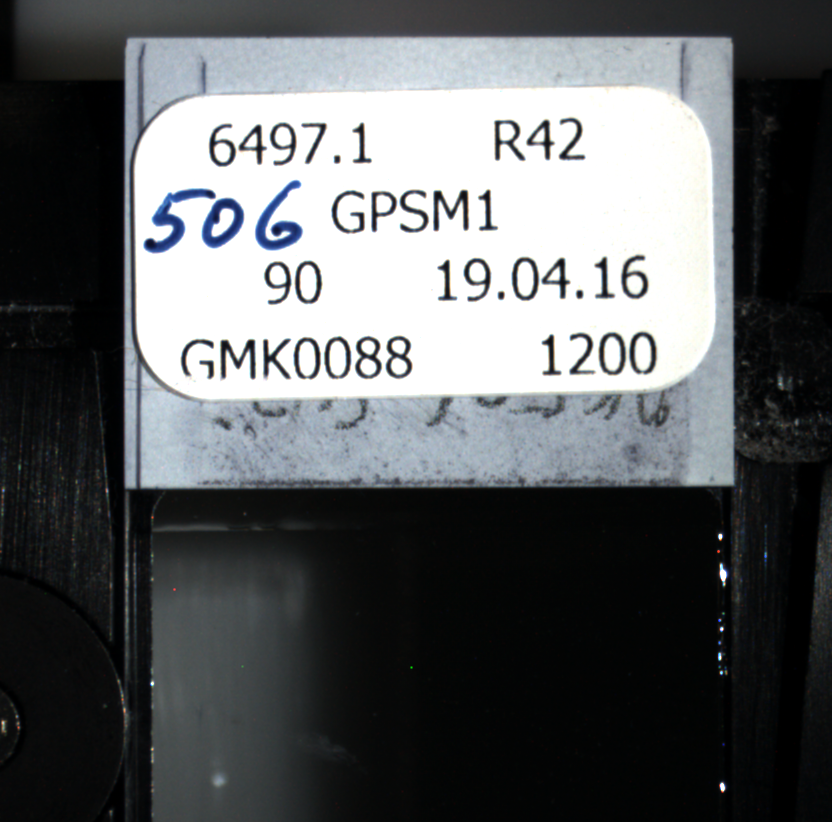 6497.1 R42
506 GPSM1
90 19.04.16
GMK0088 1200